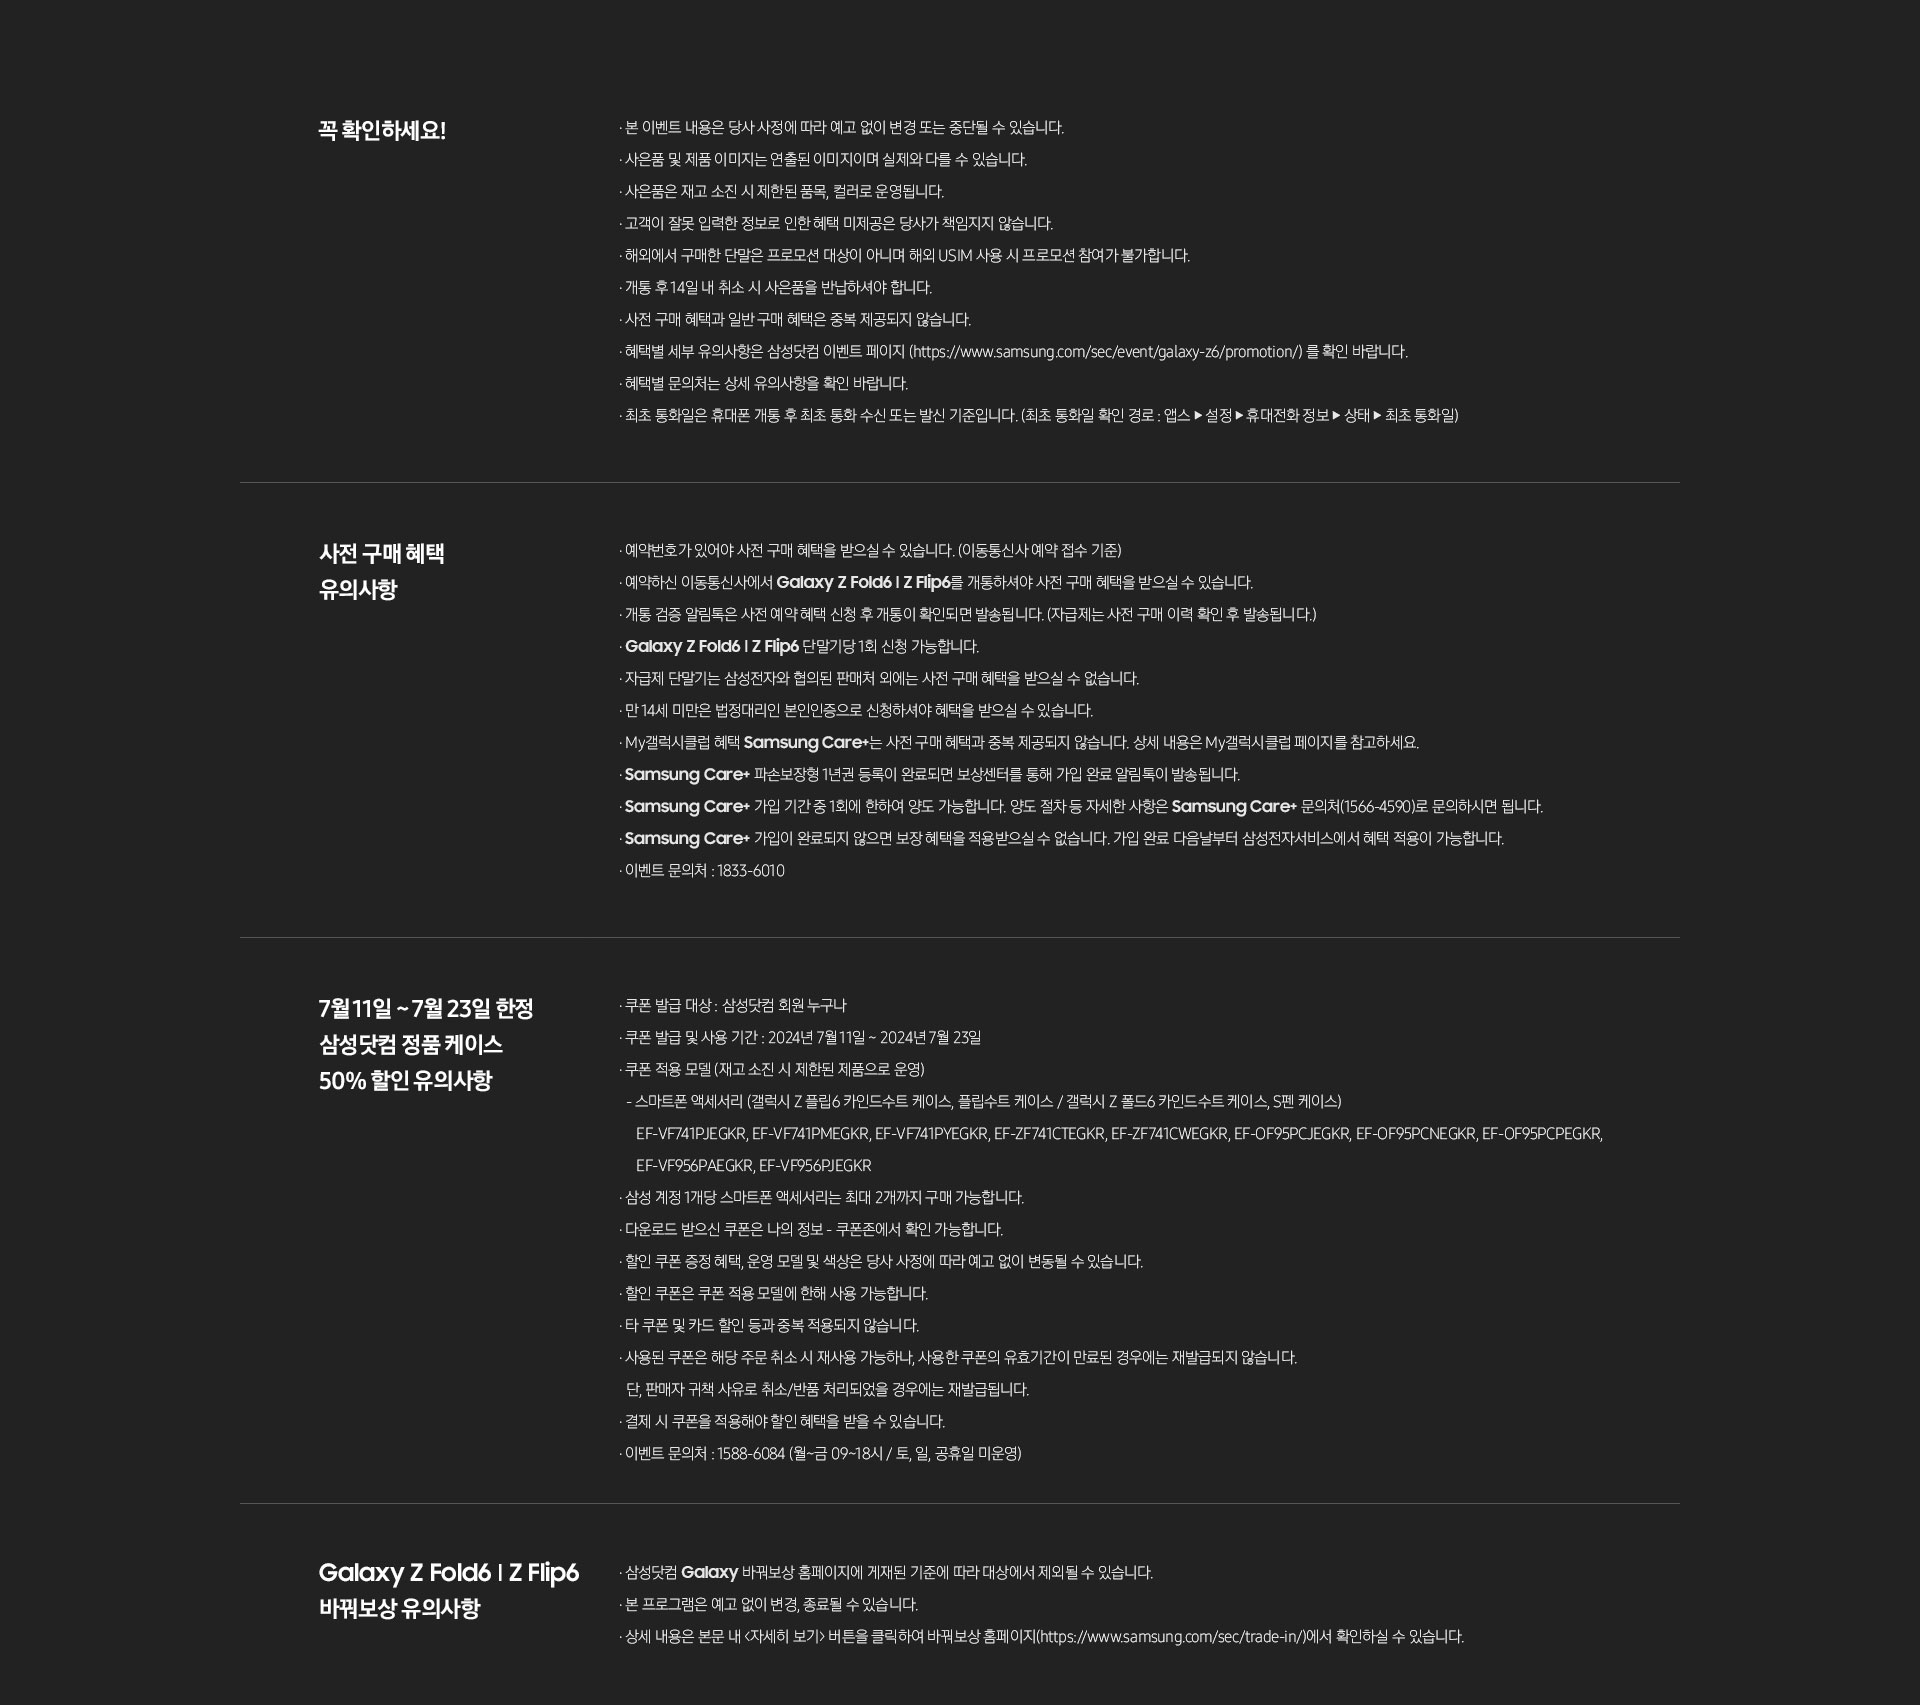 꼭 확인하세요!
· 본 이벤트 내용은 당사 사정에 따라 예고 없이 변경 또는 중단될 수 있습니다.
· 사은품 및 제품 이미지는 연출된 이미지이며 실제와 다를 수 있습니다.
· 사은품은 재고 소진 시 제한된 품목, 컬러로 운영됩니다.
· 고객이 잘못 입력한 정보로 인한 혜택 미제공은 당사가 책임지지 않습니다.
· 해외에서 구매한 단말은 프로모션 대상이 아니며 해외 USIM 사용 시 프로모션 참여가 불가합니다.
· 개통 후 14일 내 취소 시 사은품을 반납하셔야 합니다.
· 사전 구매 혜택과 일반 구매 혜택은 중복 제공되지 않습니다.
· 혜택별 세부 유의사항은 삼성닷컴 이벤트 페이지 (https://www.samsung.com/sec/event/galaxy-z6/promotion/) 를 확인 바랍니다.
· 혜택별 문의처는 상세 유의사항을 확인 바랍니다.
· 최초 통화일은 휴대폰 개통 후 최초 통화 수신 또는 발신 기준입니다. (최초 통화일 확인 경로 : 앱스 ▶ 설정 ▶ 휴대전화 정보 ▶ 상태 ▶ 최초 통화일)
사전 구매 혜택
유의사항
· 예약번호가 있어야 사전 구매 혜택을 받으실 수 있습니다. (이동통신사 예약 접수 기준)
· 예약하신 이동통신사에서 Galaxy Z Fold6 | Z Flip6를 개통하셔야 사전 구매 혜택을 받으실 수 있습니다.
· 개통 검증 알림톡은 사전 예약 혜택 신청 후 개통이 확인되면 발송됩니다. (자급제는 사전 구매 이력 확인 후 발송됩니다.)
· Galaxy Z Fold6 | Z Flip6 단말기당 1회 신청 가능합니다.
· 자급제 단말기는 삼성전자와 협의된 판매처 외에는 사전 구매 혜택을 받으실 수 없습니다.
· 만 14세 미만은 법정대리인 본인인증으로 신청하셔야 혜택을 받으실 수 있습니다.
· My갤럭시클럽 혜택 Samsung Care+는 사전 구매 혜택과 중복 제공되지 않습니다. 상세 내용은 My갤럭시클럽 페이지를 참고하세요.
· Samsung Care+ 파손보장형 1년권 등록이 완료되면 보상센터를 통해 가입 완료 알림톡이 발송됩니다.
· Samsung Care+ 가입 기간 중 1회에 한하여 양도 가능합니다. 양도 절차 등 자세한 사항은 Samsung Care+ 문의처(1566-4590)로 문의하시면 됩니다.
· Samsung Care+ 가입이 완료되지 않으면 보장 혜택을 적용받으실 수 없습니다. 가입 완료 다음날부터 삼성전자서비스에서 혜택 적용이 가능합니다.
· 이벤트 문의처 : 1833-6010
7월 11일 ~ 7월 23일 한정
삼성닷컴 정품 케이스
50% 할인 유의사항
· 쿠폰 발급 대상 : 삼성닷컴 회원 누구나
· 쿠폰 발급 및 사용 기간 : 2024년 7월 11일 ~ 2024년 7월 23일
· 쿠폰 적용 모델 (재고 소진 시 제한된 제품으로 운영)
- 스마트폰 액세서리 (갤럭시 Z 플립6 카인드수트 케이스, 플립수트 케이스 / 갤럭시 Z 폴드6 카인드수트 케이스, S펜 케이스)
EF-VF741PJEGKR, EF-VF741PMEGKR, EF-VF741PYEGKR, EF-ZF741CTEGKR, EF-ZF741CWEGKR, EF-OF95PCJEGKR, EF-OF95PCNEGKR, EF-OF95PCPEGKR,
EF-VF956PAEGKR, EF-VF956PJEGKR
· 삼성 계정 1개당 스마트폰 액세서리는 최대 2개까지 구매 가능합니다.
· 다운로드 받으신 쿠폰은 나의 정보 - 쿠폰존에서 확인 가능합니다.
· 할인 쿠폰 증정 혜택, 운영 모델 및 색상은 당사 사정에 따라 예고 없이 변동될 수 있습니다.
· 할인 쿠폰은 쿠폰 적용 모델에 한해 사용 가능합니다.
· 타 쿠폰 및 카드 할인 등과 중복 적용되지 않습니다.
· 사용된 쿠폰은 해당 주문 취소 시 재사용 가능하나, 사용한 쿠폰의 유효기간이 만료된 경우에는 재발급되지 않습니다.
단, 판매자 귀책 사유로 취소/반품 처리되었을 경우에는 재발급됩니다.
· 결제 시 쿠폰을 적용해야 할인 혜택을 받을 수 있습니다.
· 이벤트 문의처 : 1588-6084 (월~금 09~18시 / 토, 일, 공휴일 미운영)
Galaxy Z Fold6 | Z Flip6
바꿔보상 유의사항
· 삼성닷컴 Galaxy 바꿔보상 홈페이지에 게재된 기준에 따라 대상에서 제외될 수 있습니다.
· 본 프로그램은 예고 없이 변경, 종료될 수 있습니다.
· 상세 내용은 본문 내 <자세히 보기> 버튼을 클릭하여 바꿔보상 홈페이지(https://www.samsung.com/sec/trade-in/)에서 확인하실 수 있습니다.